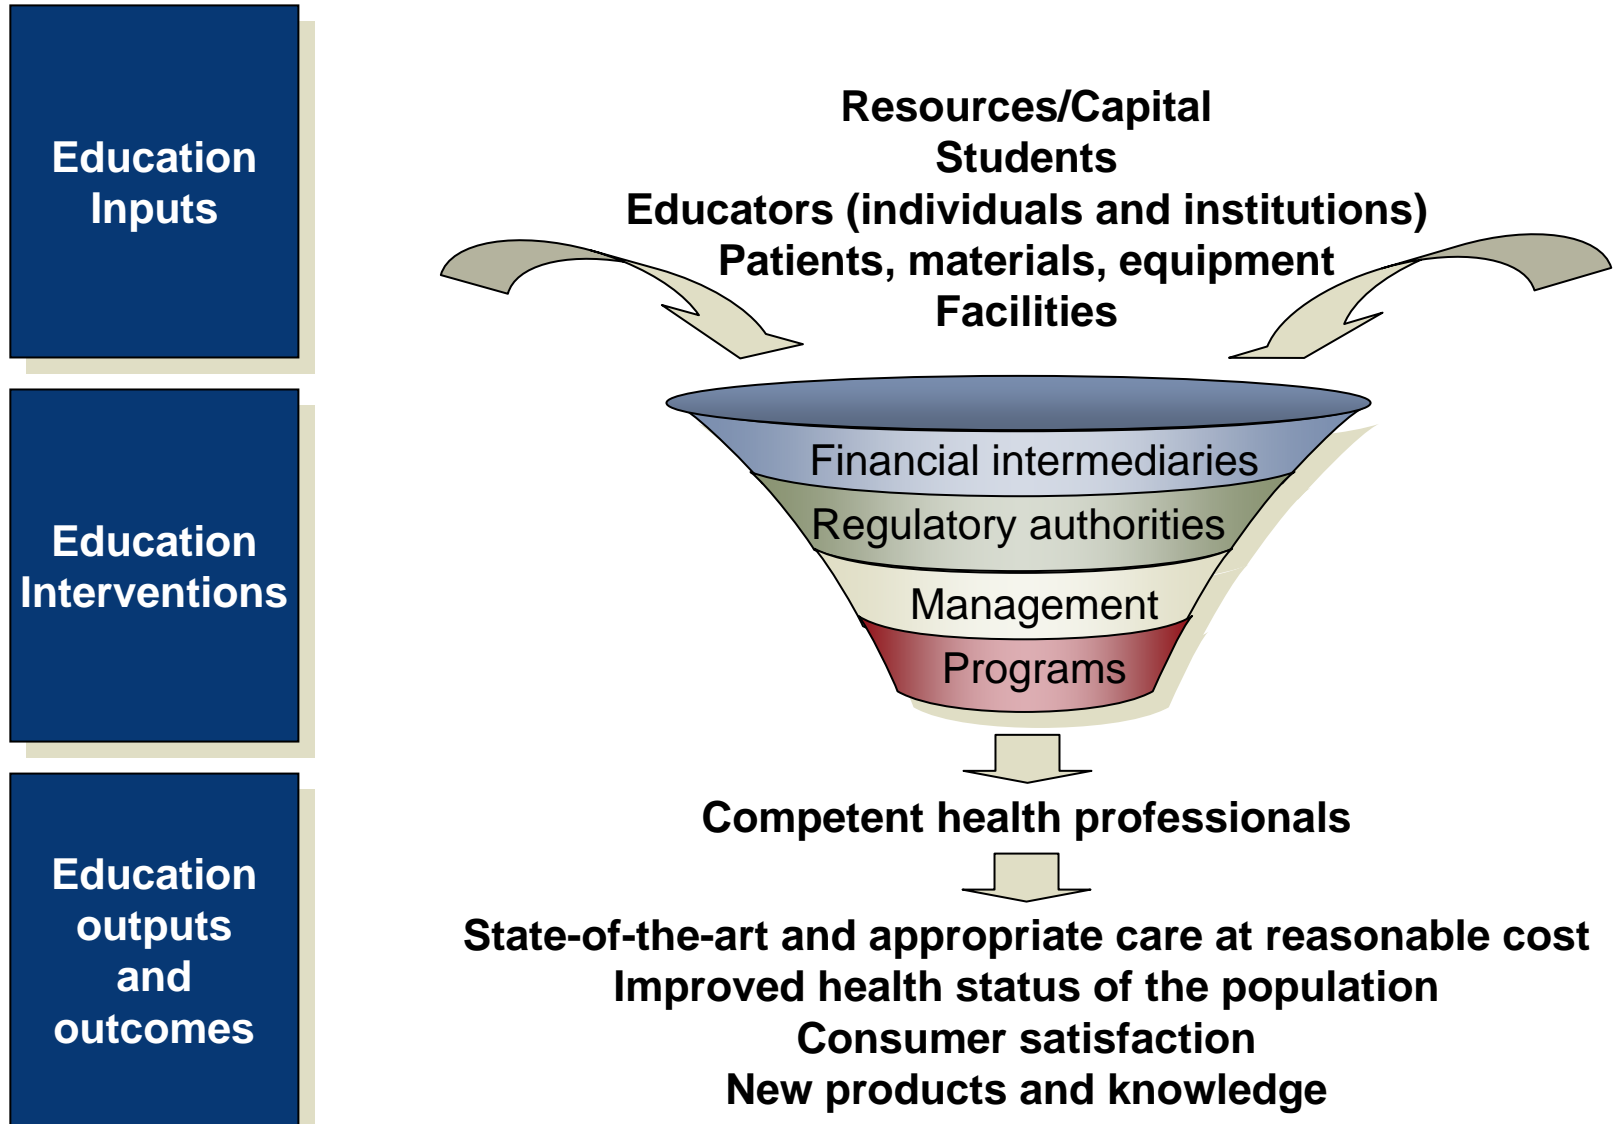 Education
Inputs
Resources/Capital
Students
Educators (individuals and institutions)
Patients, materials, equipment
Facilities
Education
Interventions
Financial intermediaries
Regulatory authorities
Management
Programs
Education
outputs
and
outcomes
Competent health professionals
State-of-the-art and appropriate care at reasonable cost
Improved health status of the population
Consumer satisfaction
New products and knowledge